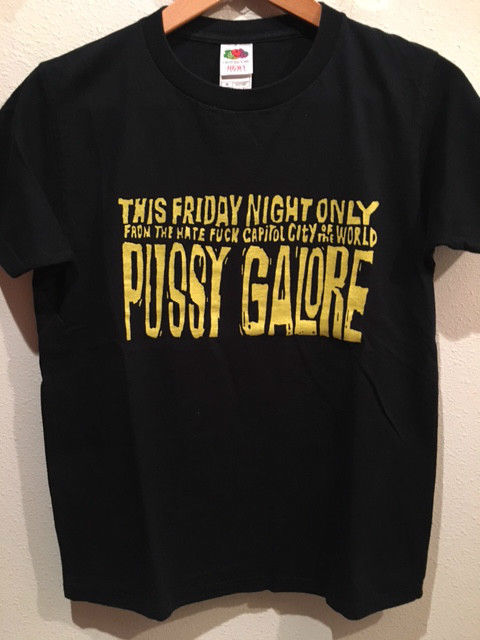 THIS FRIDAY NIGHT ONLY
FROM THE HATE FUCK CAPITOL CITY OF THE WORLD
PUSSY GALORE